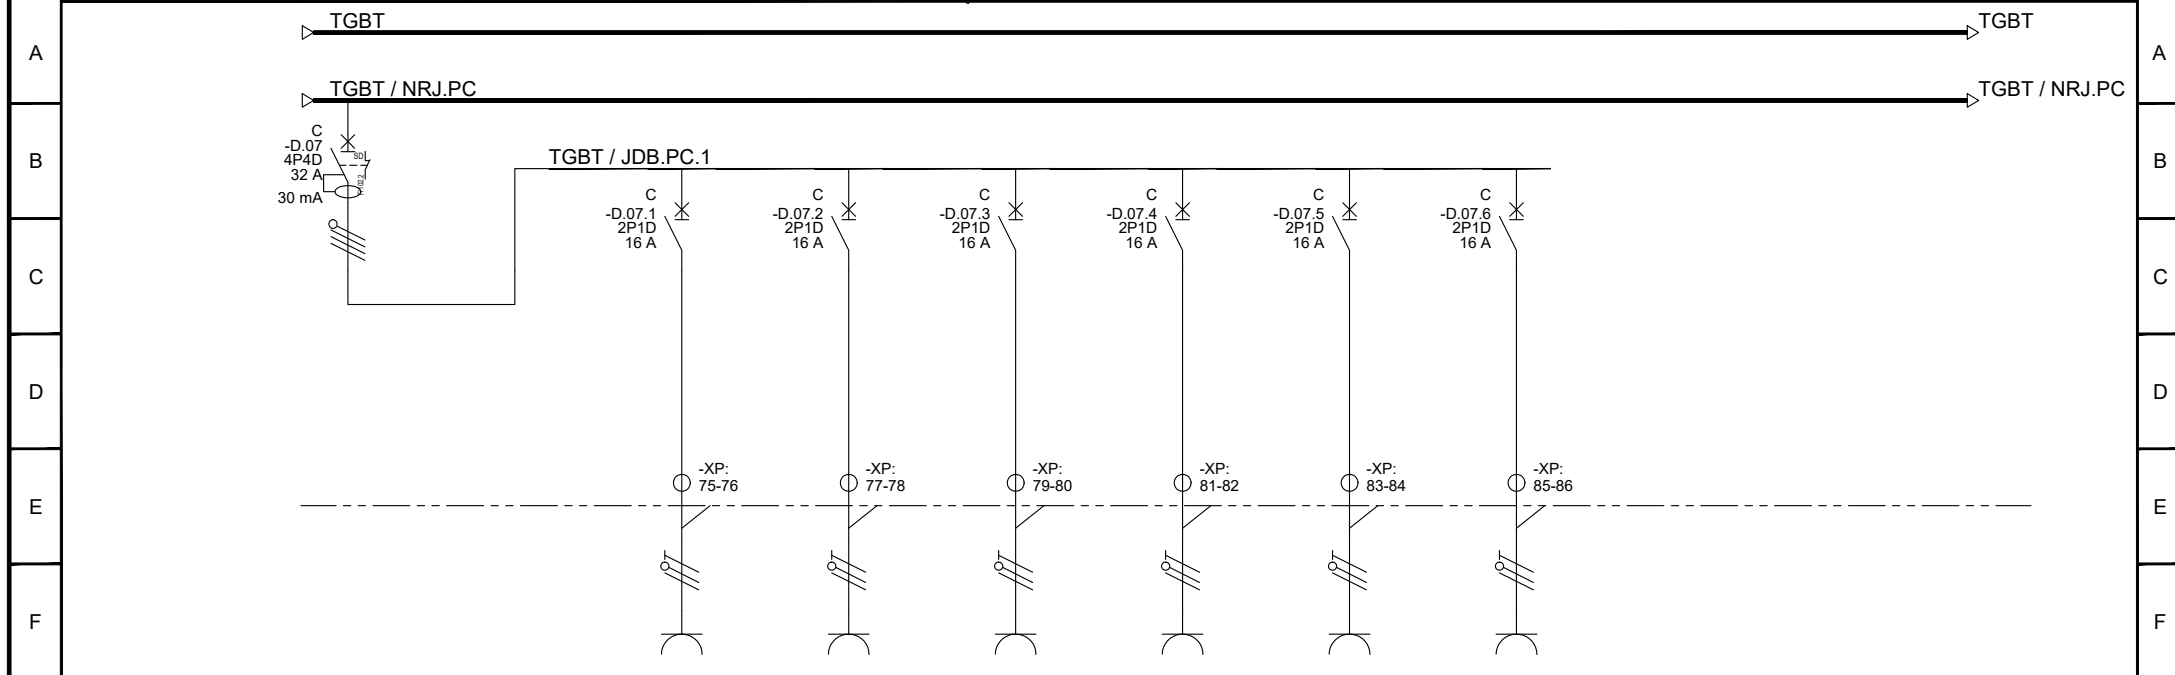 TGBT TGBT
A A
TGBT / NRJ.PC TGBT / NRJ.PC
C
-D.07
4P4D
32 A
30 mA
SD
B B
TGBT / JDB.PC.1
C C C C C C
-D.07.1 -D.07.2 -D.07.3 -D.07.4 -D.07.5 -D.07.6
2P1D 2P1D 2P1D 2P1D 2P1D 2P1D
16 A 16 A 16 A 16 A 16 A 16 A
C C
D D
-XP: -XP: -XP: -XP: -XP: -XP:
75-76 77-78 79-80 81-82 83-84 85-86
E E
F F